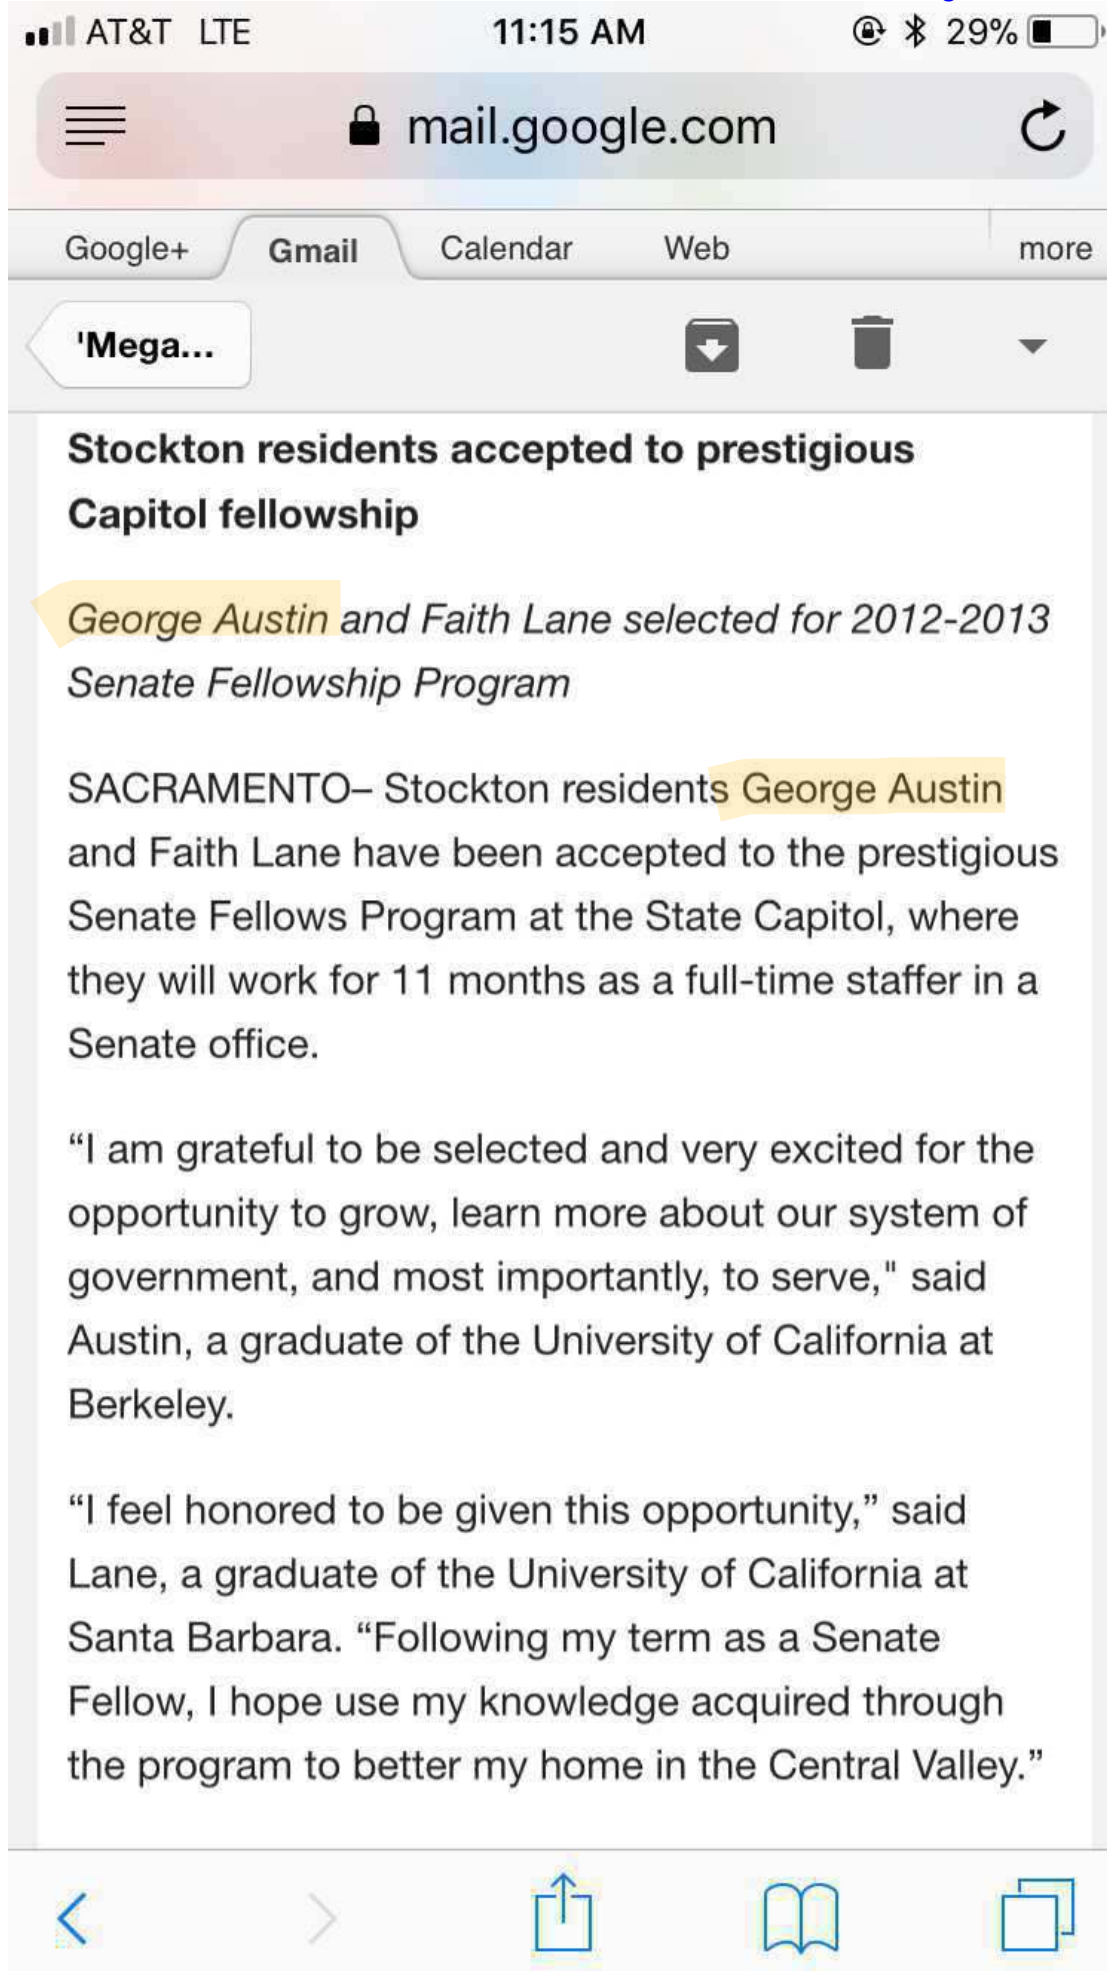 AT&T LTE 11:15 AM 29%
mail.google.com
Google+ Gmail Calendar Web more
'Mega...
Stockton residents accepted to prestigious
Capitol fellowship
George Austin and Faith Lane selected for 2012-2013
Senate Fellowship Program
SACRAMENTO– Stockton residents George Austin
and Faith Lane have been accepted to the prestigious
Senate Fellows Program at the State Capitol, where
they will work for 11 months as a full-time staffer in a
Senate office.
“I am grateful to be selected and very excited for the
opportunity to grow, learn more about our system of
government, and most importantly, to serve," said
Austin, a graduate of the University of California at
Berkeley.
“I feel honored to be given this opportunity,” said
Lane, a graduate of the University of California at
Santa Barbara. “Following my term as a Senate
Fellow, I hope use my knowledge acquired through
the program to better my home in the Central Valley.”